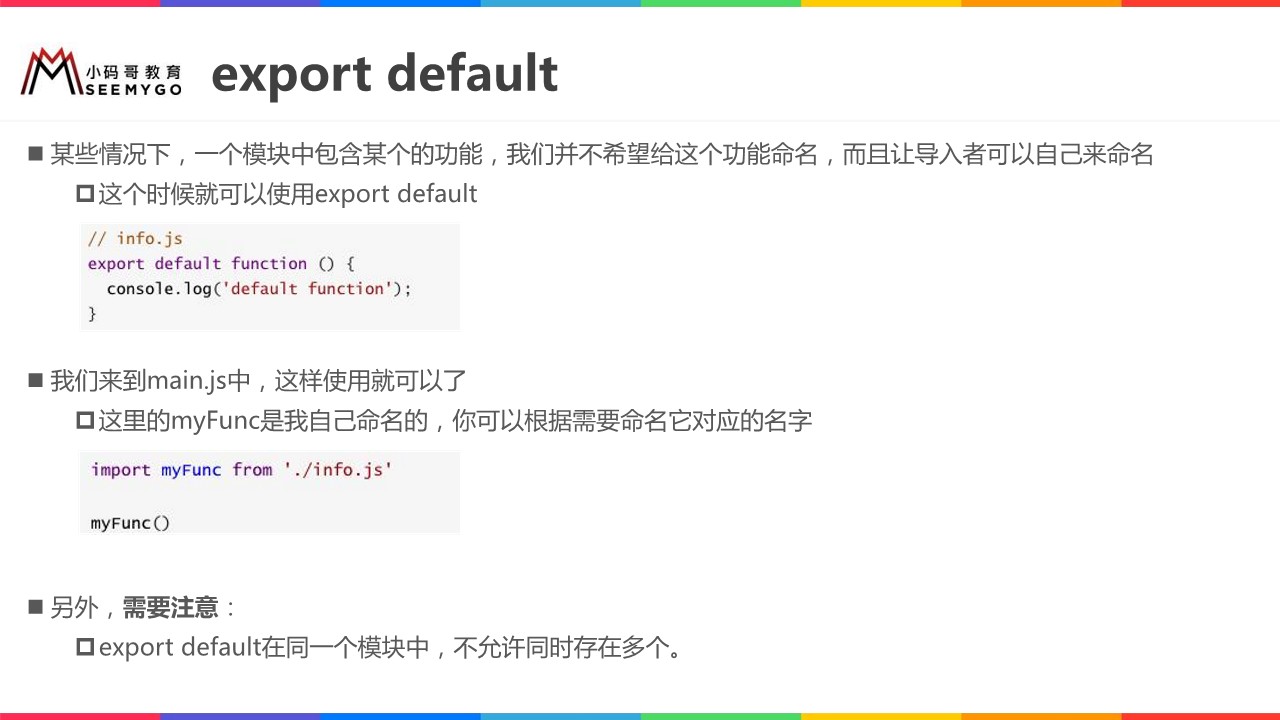 小码哥教育
SEEMYGO
export default
某些情况下，一个模块中包含某个的功能，我们并不希望给这个功能命名，而且让导入者可以自己来命名
这个时候就可以使用export default
// info.js
export default function () {
  console.log('default function');
}
我们来到main.js中，这样使用就可以了
这里的myFunc是我自己命名的，你可以根据需要命名它对应的名字
import myFunc from './info.js'
myFunc()
另外，需要注意：
export default在同一个模块中，不允许同时存在多个。